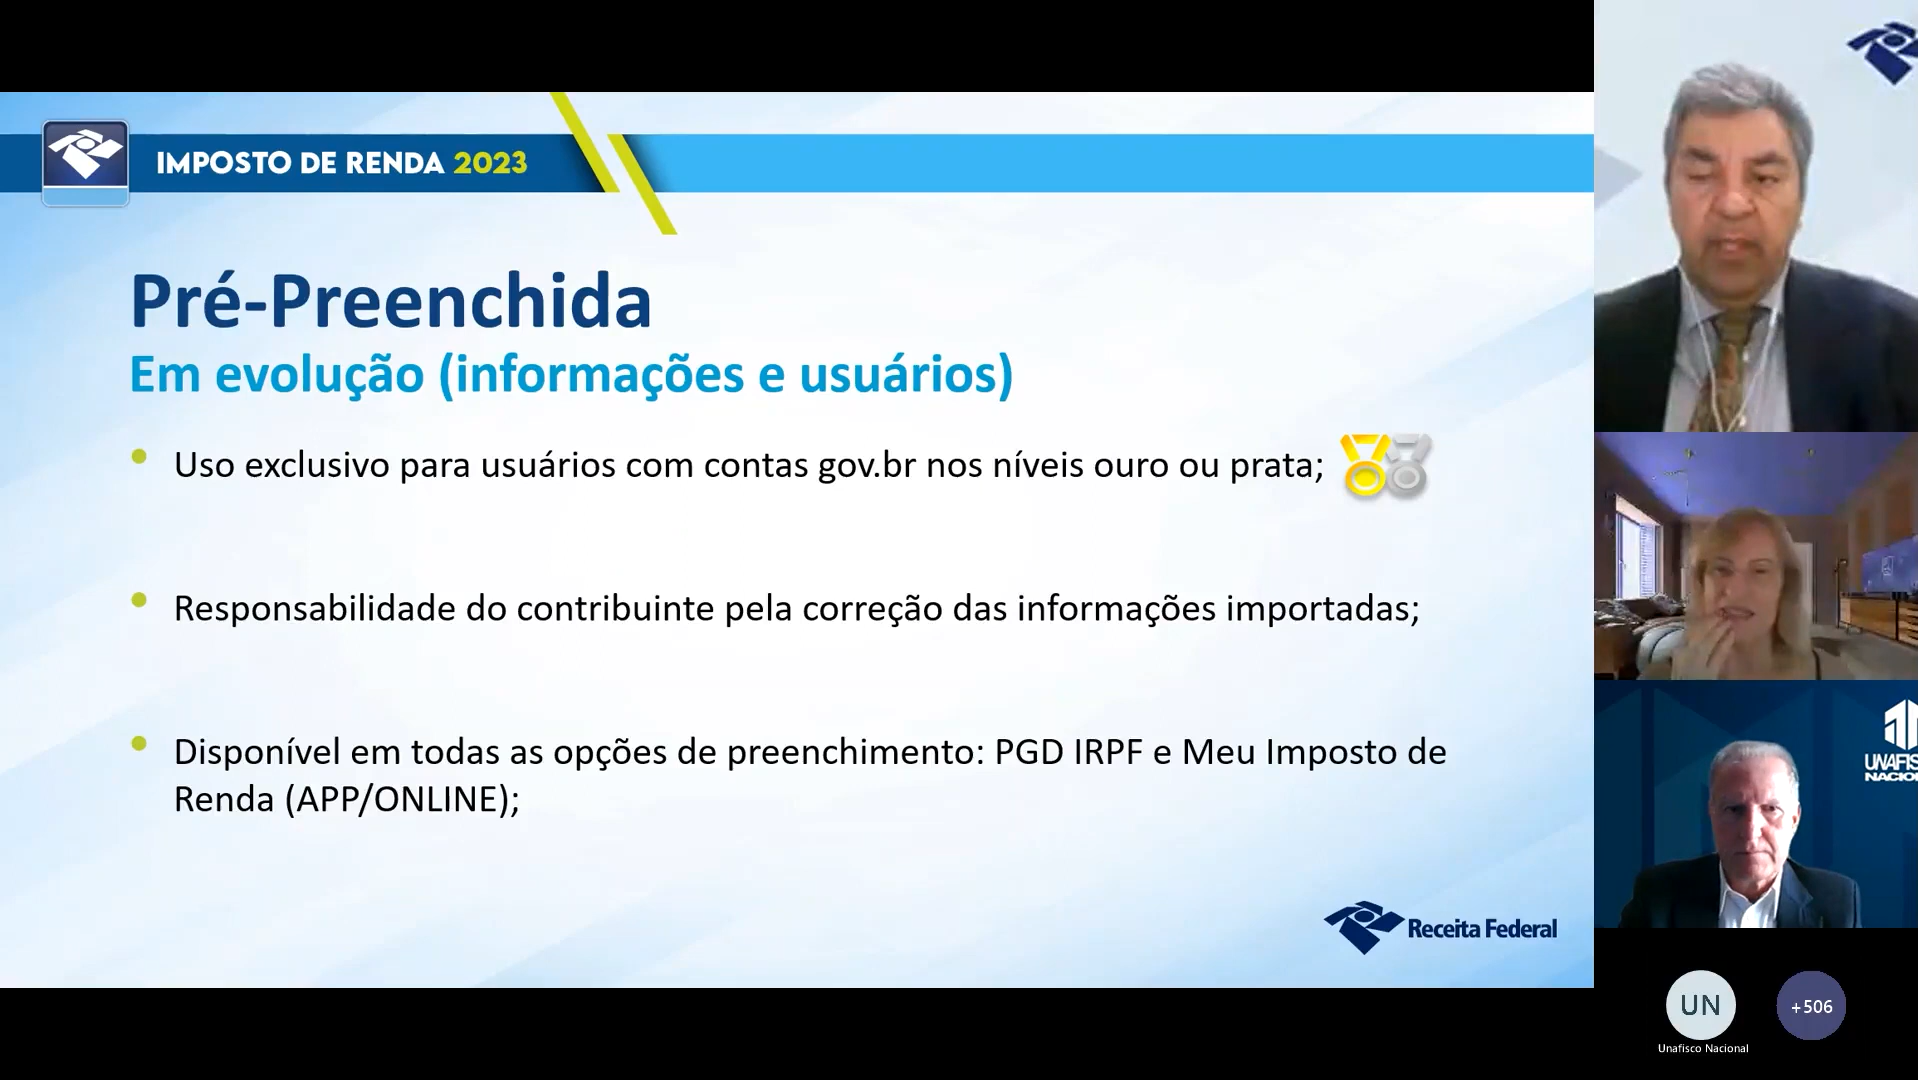 IMPOSTO DE RENDA 2023
Pré-Preenchida
Em evolução (informações e usuários)
• Uso exclusivo para usuários com contas gov.br nos níveis ouro ou prata;
• Responsabilidade do contribuinte pela correção das informações importadas;
• Disponível em todas as opções de preenchimento: PGD IRPF e Meu Imposto de
Renda (APP/ONLINE);
Receita Federal
UNAFIS
NACIO
UN
+506
Unafisco Nacional